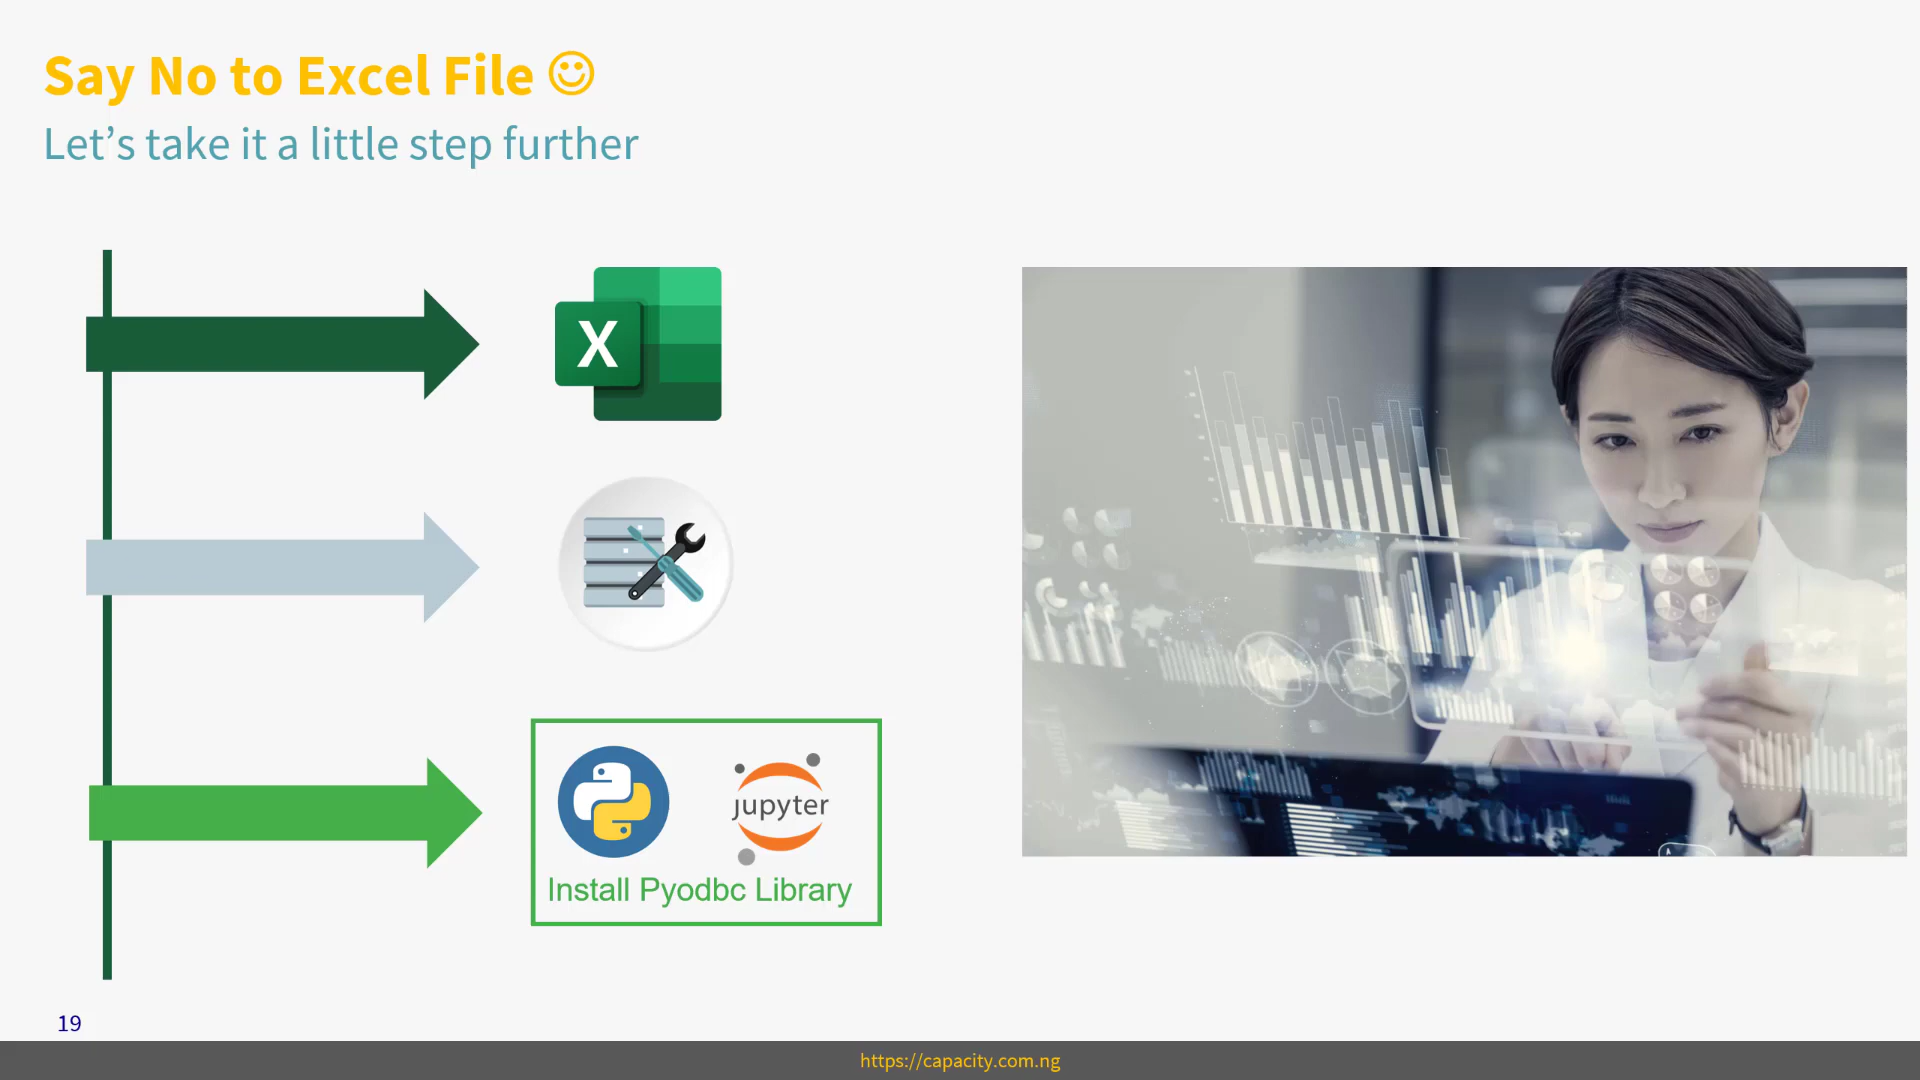 Say No to Excel File ☺
Let’s take it a little step further
X
jupyter
Install Pyodbc Library
19
https://capacity.com.ng